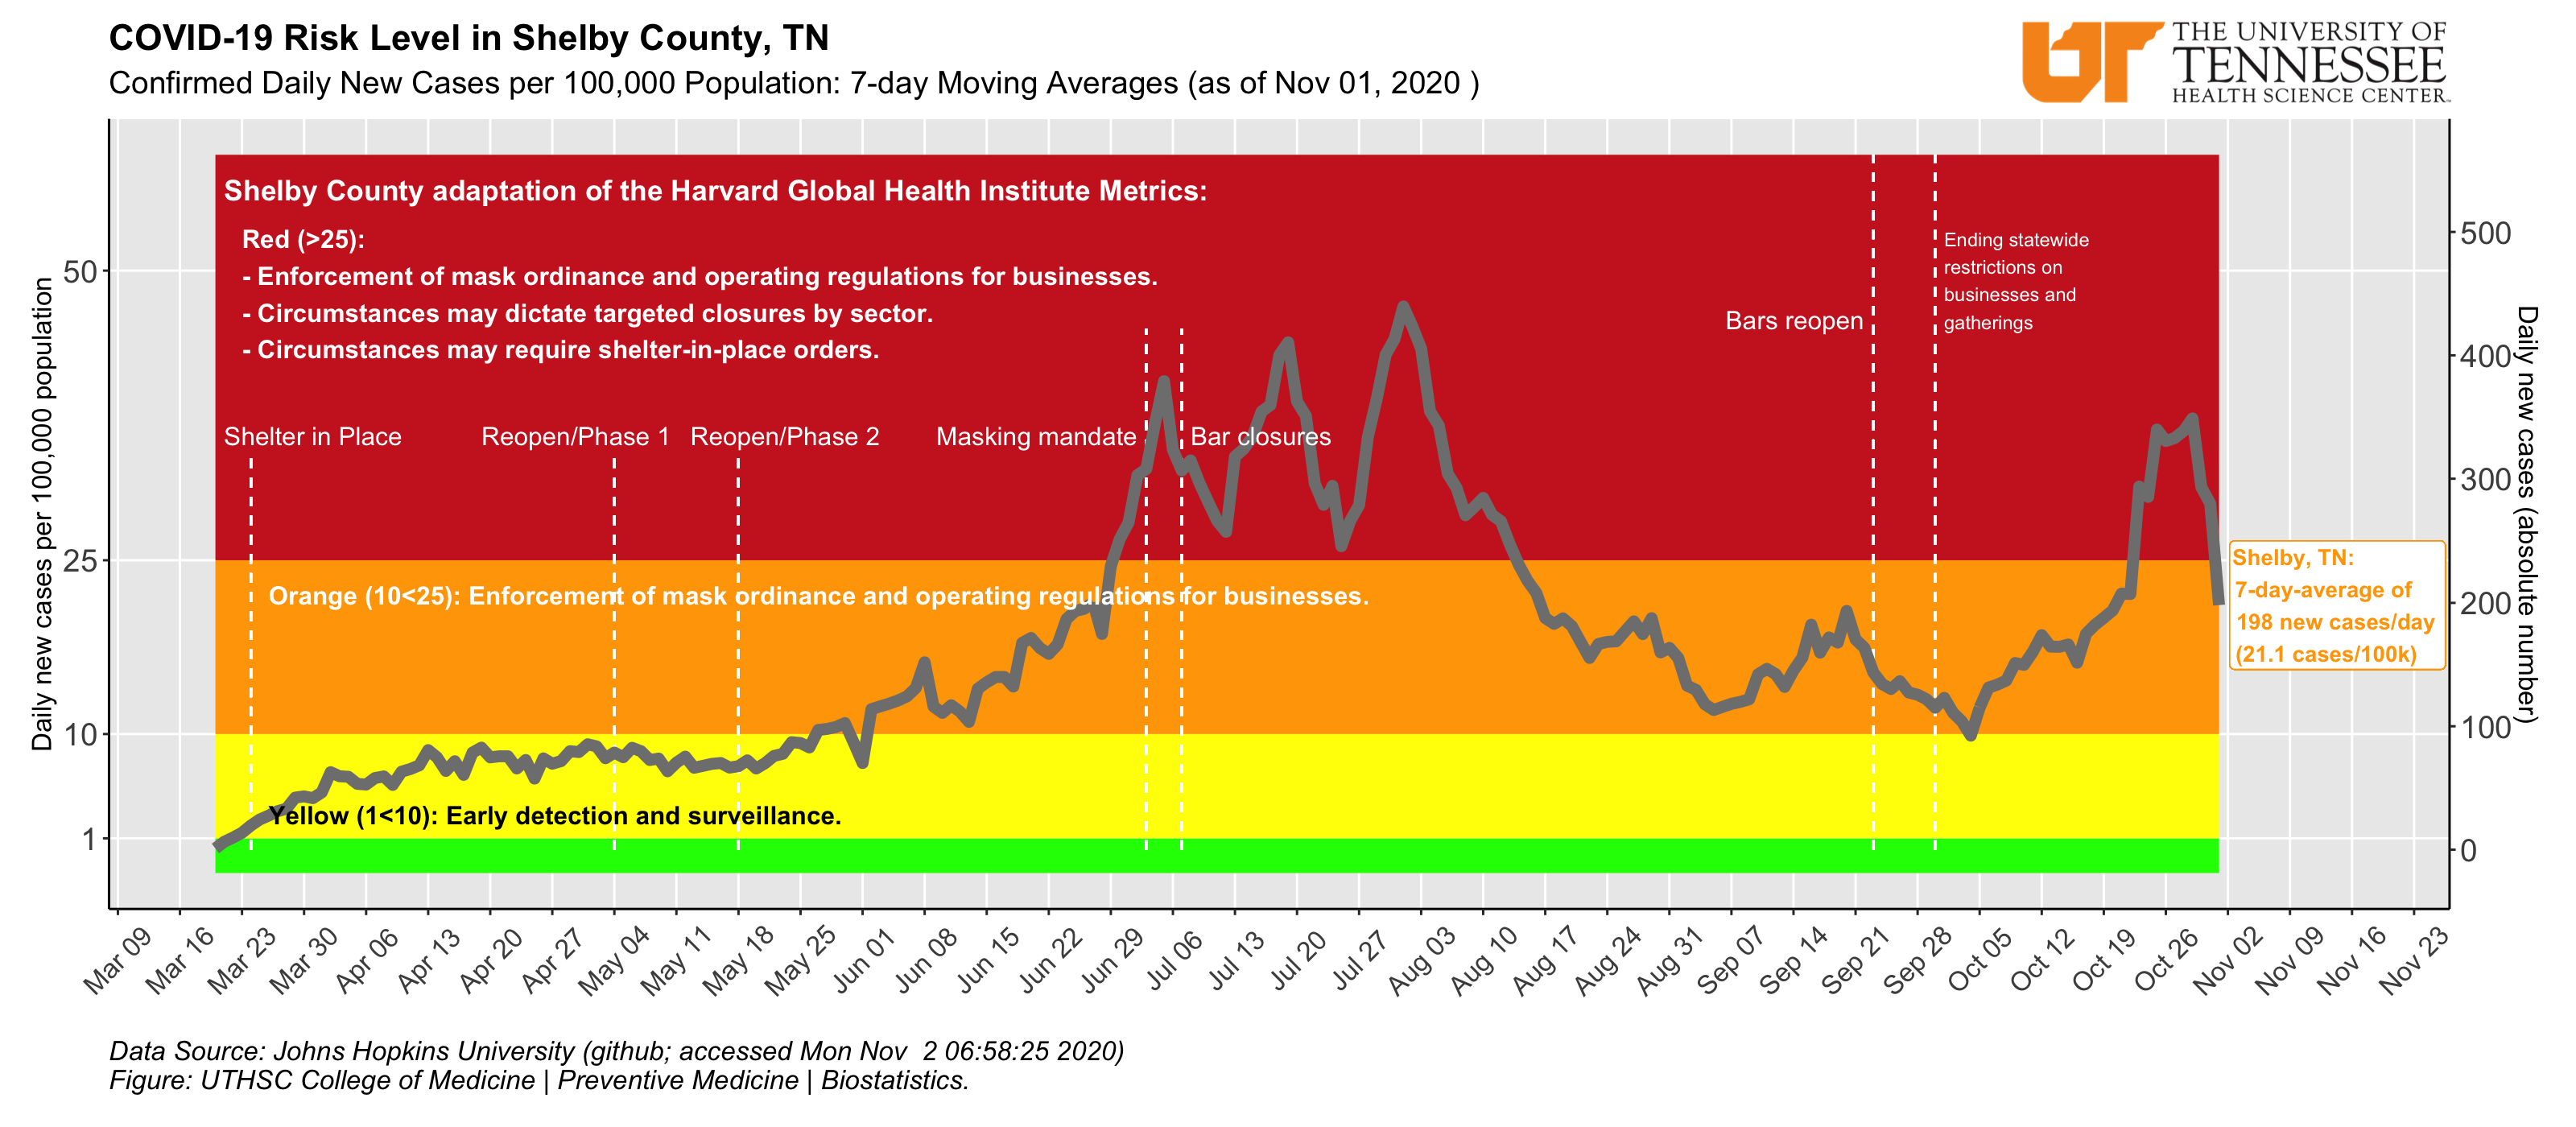 COVID-19 Risk Level in Shelby County, TN
Confirmed Daily New Cases per 100,000 Population: 7-day Moving Averages (as of Nov 01, 2020 )
UT
THE UNIVERSITY OF
TENNESSEE
HEALTH SCIENCE CENTER™
Daily new cases per 100,000 population
50
25
10
1
Shelby County adaptation of the Harvard Global Health Institute Metrics:
Red (>25):
- Enforcement of mask ordinance and operating regulations for businesses.
- Circumstances may dictate targeted closures by sector.
- Circumstances may require shelter-in-place orders.
Shelter in Place
Reopen/Phase 1
Reopen/Phase 2
Masking mandate
Bar closures
Bars reopen
Ending statewide
restrictions on
businesses and
gatherings
Orange (10<25): Enforcement of mask ordinance and operating regulations for businesses.
Yellow (1<10): Early detection and surveillance.
Shelby, TN:
7-day-average of
198 new cases/day
(21.1 cases/100k)
500
400
300
200
100
0
Daily new cases (absolute number)
Mar 09
Mar 16
Mar 23
Mar 30
Apr 06
Apr 13
Apr 20
Apr 27
May 04
May 11
May 18
May 25
Jun 01
Jun 08
Jun 15
Jun 22
Jun 29
Jul 06
Jul 13
Jul 20
Jul 27
Aug 03
Aug 10
Aug 17
Aug 24
Aug 31
Sep 07
Sep 14
Sep 21
Sep 28
Oct 05
Oct 12
Oct 19
Oct 26
Nov 02
Nov 09
Nov 16
Nov 23
Data Source: Johns Hopkins University (github; accessed Mon Nov  2 06:58:25 2020)
Figure: UTHSC College of Medicine | Preventive Medicine | Biostatistics.